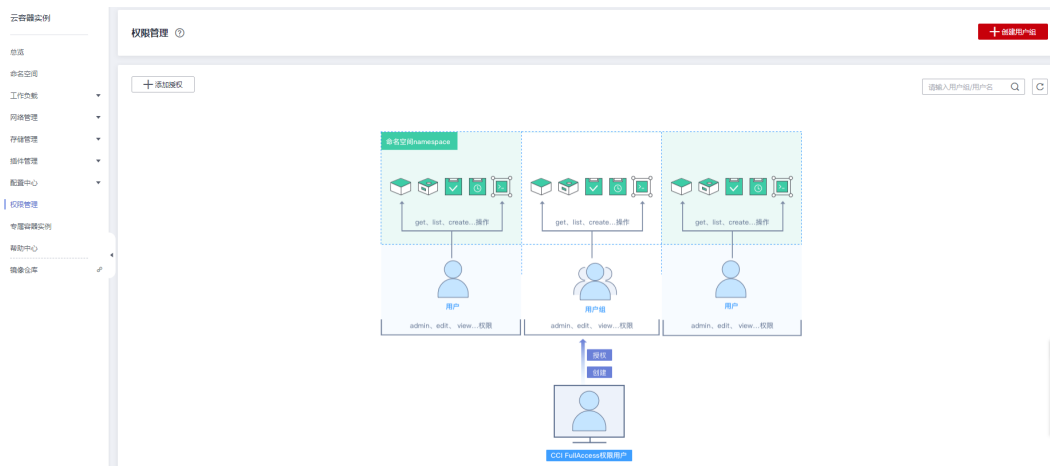 云容器实例
总览
命名空间
工作负载
网络管理
存储管理
插件管理
配置中心
权限管理
专属容器实例
帮助中心
镜像仓库
权限管理
创建用户组
添加授权
请输入用户组/用户名
命名空间namespace
get、list、create...操作
get、list、create...操作
get、list、create...操作
用户
用户组
用户
admin、edit、view...权限
admin、edit、view...权限
admin、edit、view...权限
授权
创建
CCI FullAccess权限用户